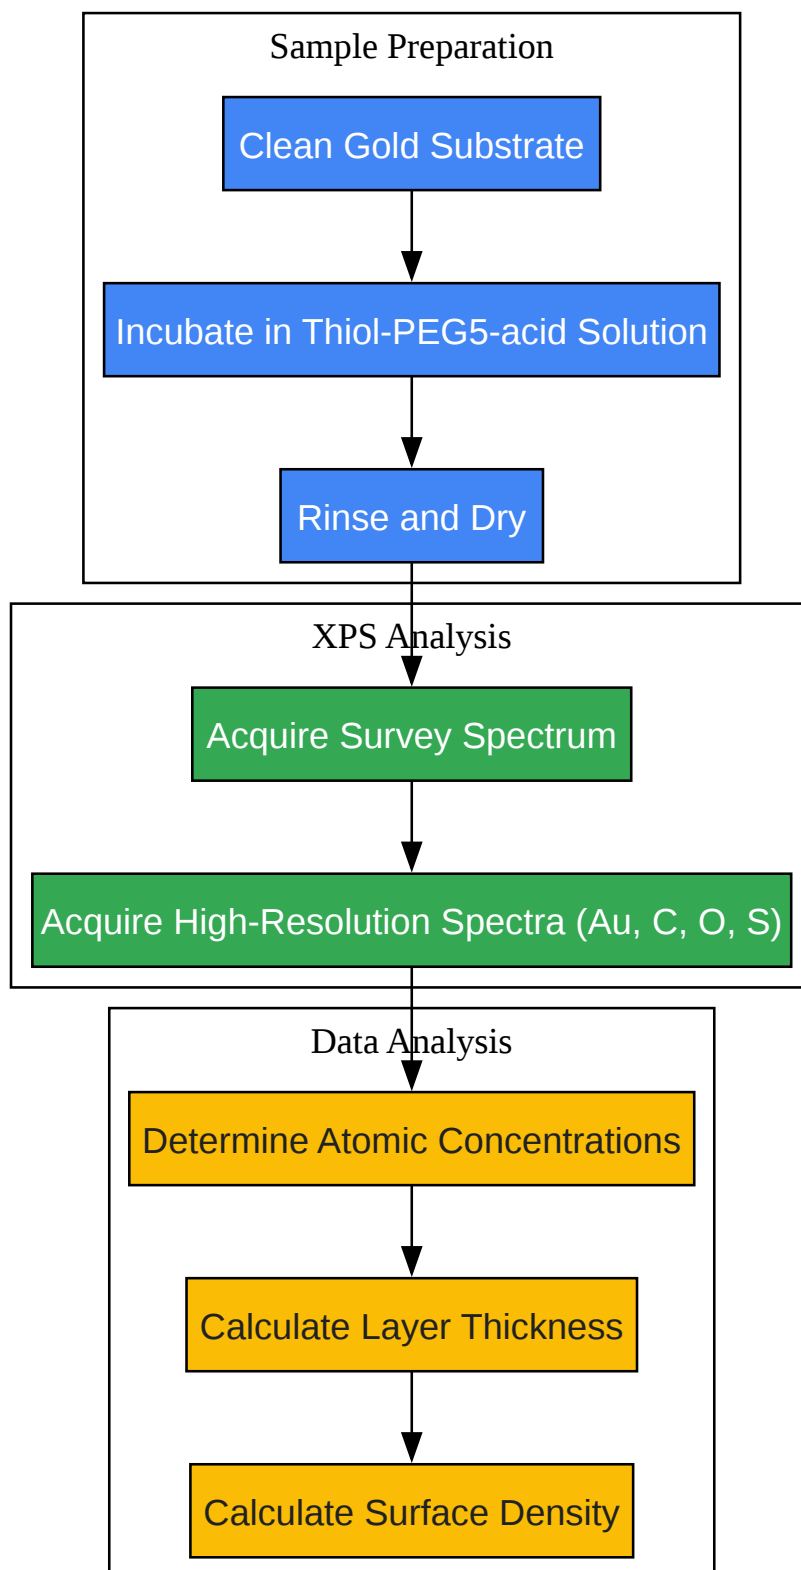 Sample Preparation
Clean Gold Substrate
Incubate in Thiol-PEG5-acid Solution
Rinse and Dry
XPS Analysis
Acquire Survey Spectrum
Acquire High-Resolution Spectra (Au, C, O, S)
Data Analysis
Determine Atomic Concentrations
Calculate Layer Thickness
Calculate Surface Density